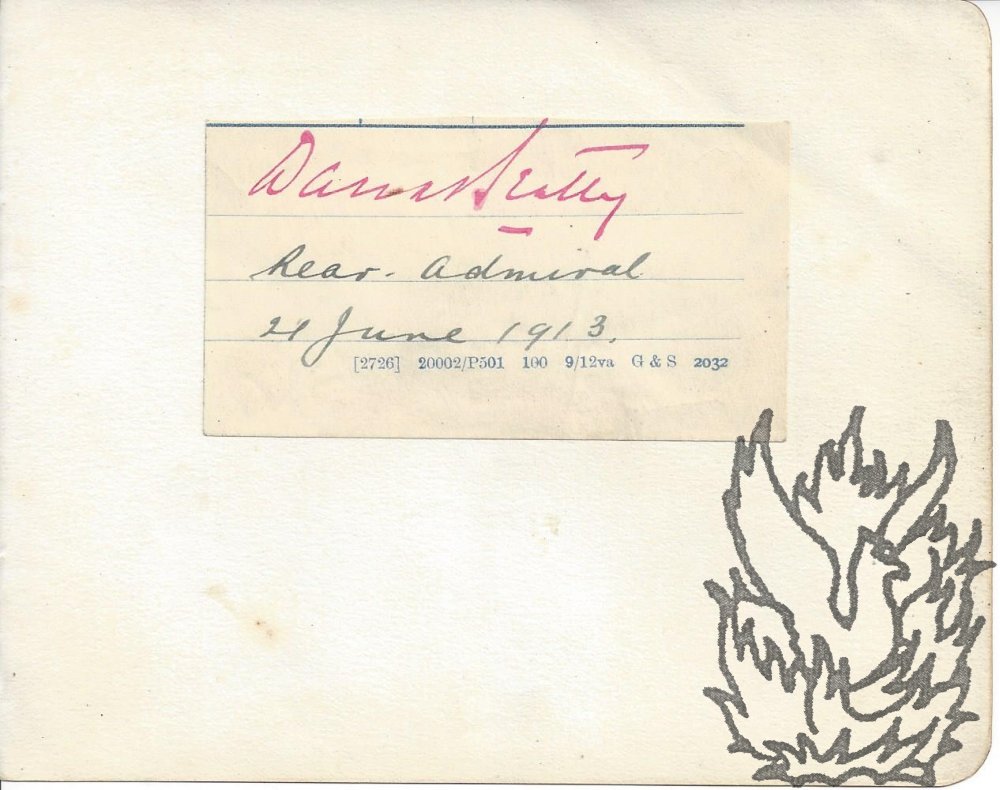 David Beatty
Rear. Admiral
21 June 1913.
[2726] 20002/P501 100 9/12va G & S 2032